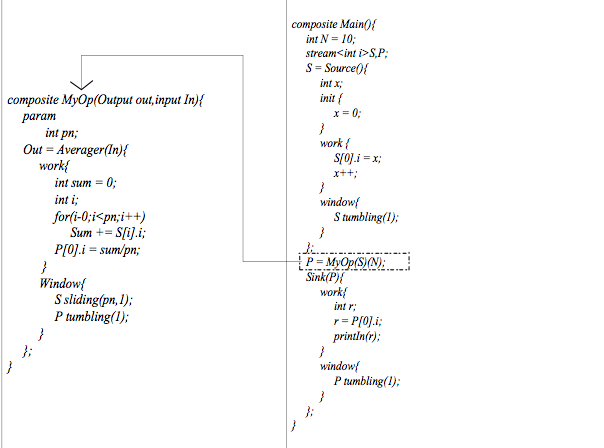 composite MyOp(Output out,input In){
param
int pn;
Out = Averager(In){
work{
int sum = 0;
int i;
for(i-0;i<pn;i++)
Sum += S[i].i;
P[0].i = sum/pn;
}
Window{
S sliding(pn,1);
P tumbling(1);
}
};
}
composite Main(){
int N = 10;
stream<int i>S,P;
S = Source(){
int x;
init {
x = 0;
}
work {
S[0].i = x;
x++;
}
window{
S tumbling(1);
}
};
P = MyOp(S)(N);
Sink(P){
work{
int r;
r = P[0].i;
println(r);
}
window{
P tumbling(1);
}
};
}